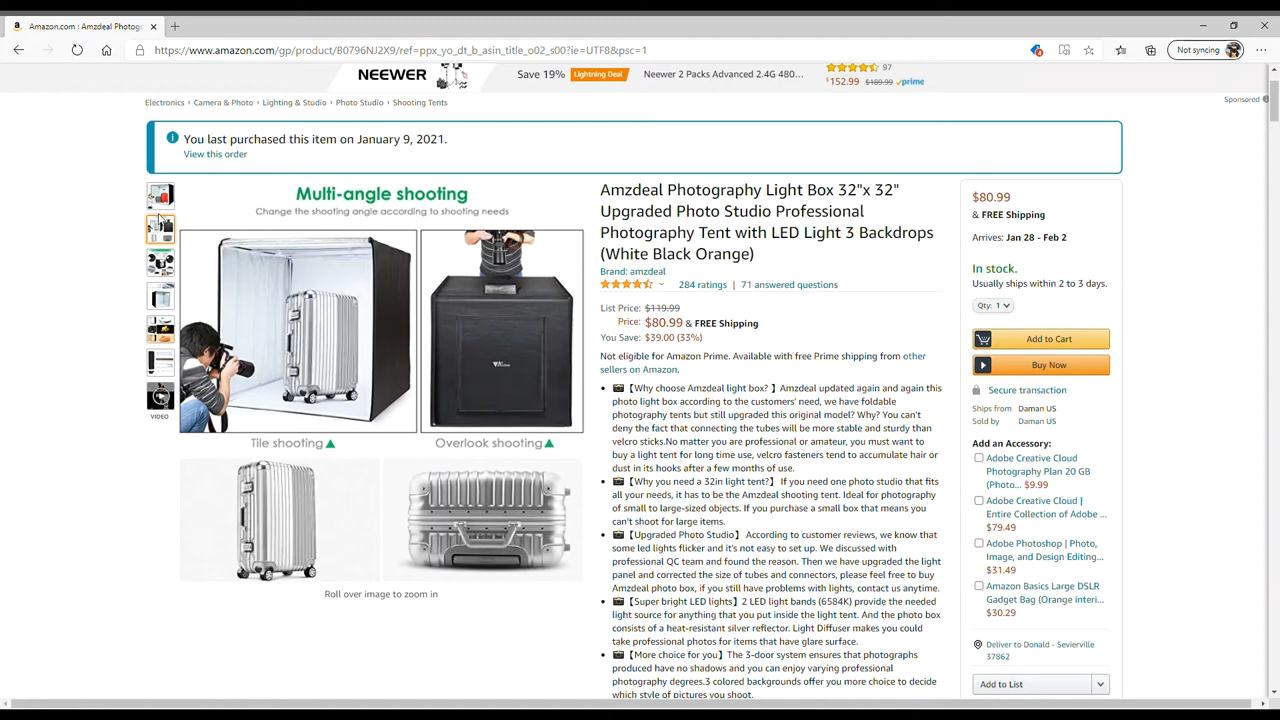 Amazon.com : Amzdeal Photog
https://www.amazon.com/gp/product/B0796NJ2X9/ref=ppx_yo_dt_b_asin_title_o02_s00?ie=UTF8&psc=1
Not syncing
NEEWER
Save 19% Lightning Deal
Neewer 2 Packs Advanced 2.4G 480...
97
$152.99 $189.99 prime
Electronics › Camera & Photo › Lighting & Studio › Photo Studio › Shooting Tents
Sponsored
You last purchased this item on January 9, 2021.
View this order
Multi-angle shooting
Change the shooting angle according to shooting needs
Tile shooting
Overlook shooting
Roll over image to zoom in
VIDEO
Amzdeal Photography Light Box 32"x 32"
Upgraded Photo Studio Professional
Photography Tent with LED Light 3 Backdrops
(White Black Orange)
Brand: amzdeal
284 ratings | 71 answered questions
List Price: $119.99
Price: $80.99 & FREE Shipping
You Save: $39.00 (33%)
Not eligible for Amazon Prime. Available with free Prime shipping from other
sellers on Amazon.
• 【Why choose Amzdeal light box? 】Amzdeal updated again and again this
photo light box according to the customers' need, we have foldable
photography tents but still upgraded this original model? Why? You can't
deny the fact that connecting the tubes will be more stable and sturdy than
velcro sticks.No matter you are professional or amateur, you must want to
buy a light tent for long time use, velcro fasteners tend to accumulate hair or
dust in its hooks after a few months of use.
• 【Why you need a 32in light tent?】 If you need one photo studio that fits
all your needs, it has to be the Amzdeal shooting tent. Ideal for photography
of small to large-sized objects. If you purchase a small box that means you
can't shoot for large items.
• 【Upgraded Photo Studio】 According to customer reviews, we know that
some led lights flicker and it's not easy to set up. We discussed with
professional QC team and found the reason. Then we have upgraded the light
panel and corrected the size of tubes and connectors, please feel free to buy
Amzdeal photo box, if you still have problems with lights, contact us anytime.
• 【Super bright LED lights】2 LED light bands (6584K) provide the needed
light source for anything that you put inside the light tent. And the photo box
consists of a heat-resistant silver reflector. Light Diffuser makes you could
take professional photos for items that have glare surface.
• 【More choice for you】The 3-door system ensures that photographs
produced have no shadows and you can enjoy varying professional
photography degrees.3 colored backgrounds offer you more choice to decide
which style of pictures you shoot.
$80.99
& FREE Shipping
Arrives: Jan 28 - Feb 2
In stock.
Usually ships within 2 to 3 days.
Qty: 1
Add to Cart
Buy Now
Secure transaction
Ships from Daman US
Sold by Daman US
Add an Accessory:
Adobe Creative Cloud
Photography Plan 20 GB
(Photo... $9.99
Adobe Creative Cloud |
Entire Collection of Adobe ...
$79.49
Adobe Photoshop | Photo,
Image, and Design Editing...
$31.49
Amazon Basics Large DSLR
Gadget Bag (Orange interi...
$30.29
Deliver to Donald - Sevierville
37862
Add to List